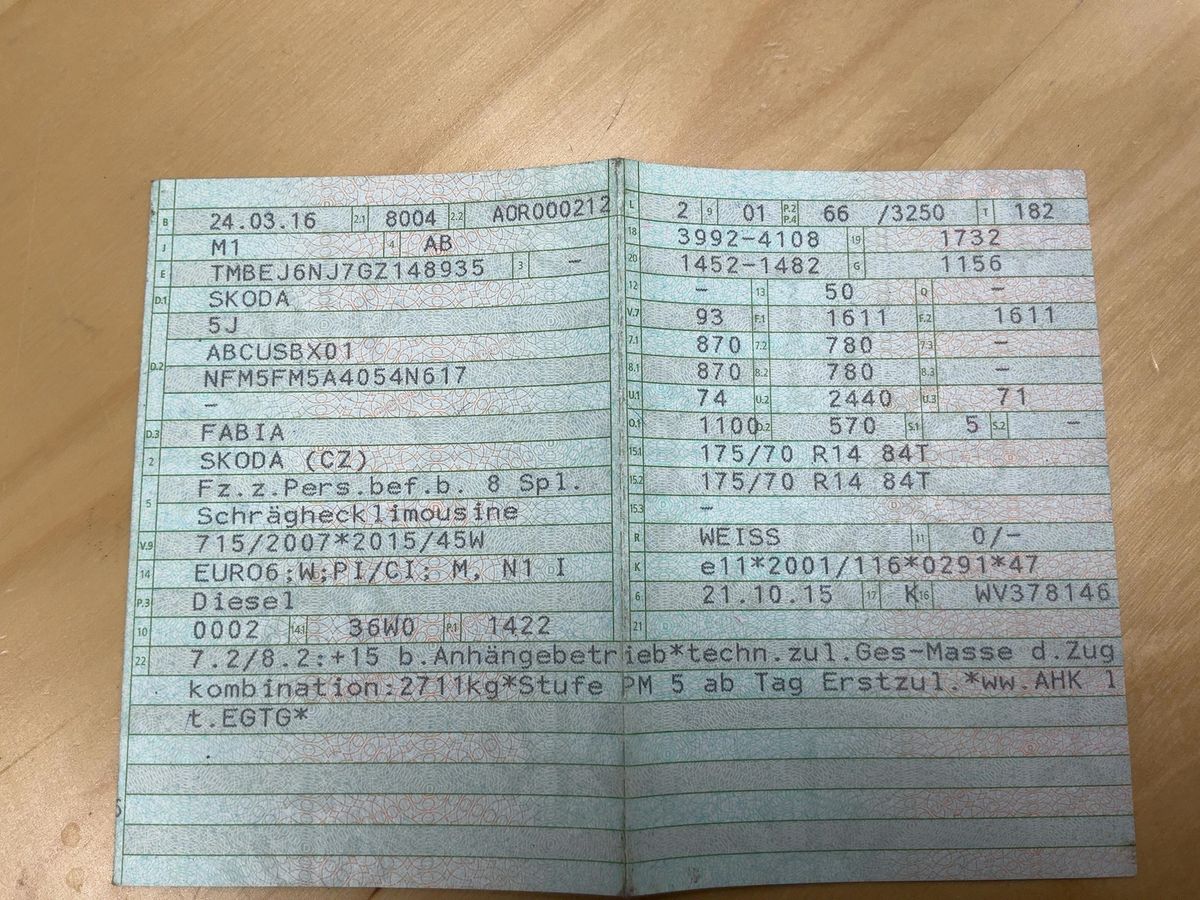 B 24.03.16 2.1 8004 2.2 AOR000212
J M1 4 AB
E TMBEJ6NJ7GZ148935 3 –
D.1 SKODA
5J
D.2 ABCUSBX01
NFM5FM5A4054N617
–
D.3 FABIA
2 SKODA (CZ)
5 Fz.z.Pers.bef.b. 8 Spl.
Schrägheck­limousine
V.9 715/2007*2015/45W
14 EURO6;W;PI/CI; M, N1 I
P.3 Diesel
10 0002 14.1 36W0 P.1 1422
L 2 9 01 P.2 P.4 66 /3250 T 182
18 3992-4108 19 1732
20 1452-1482 G 1156
12 – 13 50 Q –
V.7 93 F.1 1611 F.2 1611
7.1 870 7.2 780 7.3 –
8.1 870 8.2 780 8.3 –
U.1 74 U.2 2440 U.3 71
O.1 1100 O.2 570 S.1 5 S.2 –
15.1 175/70 R14 84T
15.2 175/70 R14 84T
15.3 –
R WEISS 11 0/-
K e11*2001/116*0291*47
6 21.10.15 17 K 16 WV378146
21
22 7.2/8.2:+15 b.Anhängebetrieb*techn.zul.Ges-Masse d.Zug
kombination:2711kg*Stufe PM 5 ab Tag Erstzul.*ww.AHK l
t.EGTG*